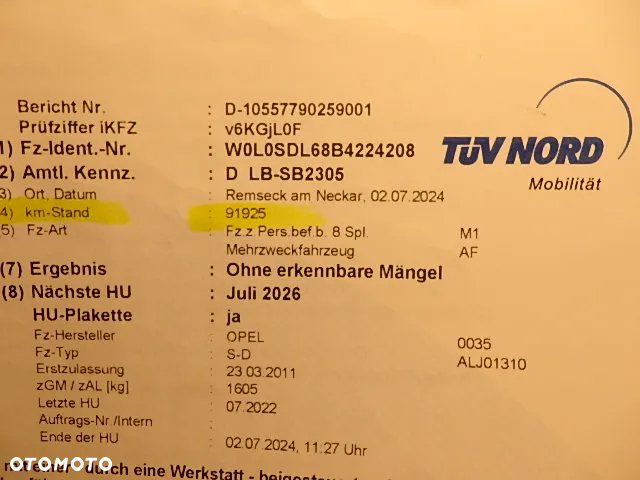 Bericht Nr. : D-10557790259001
Prüfziffer iKFZ : v6KGjL0F
1) Fz-Ident.-Nr. : W0L0SDL68B4224208
TÜV NORD
2) Amtl. Kennz. : D LB-SB2305
Mobilität
3) Ort, Datum : Remseck am Neckar, 02.07.2024
4) km-Stand : 91925
5) Fz-Art : Fz.z.Pers.bef.b. 8 Spl. M1
Mehrzweckfahrzeug AF
(7) Ergebnis : Ohne erkennbare Mängel
(8) Nächste HU : Juli 2026
HU-Plakette : ja
Fz-Hersteller : OPEL 0035
Fz-Typ : S-D ALJ01310
Erstzulassung : 23.03.2011
zGM / zAL [kg] : 1605
Letzte HU : 07.2022
Auftrags-Nr /Intern :
Ende der HU : 02.07.2024, 11:27 Uhr
einer durch eine Werkstatt - 
OTOMOTO